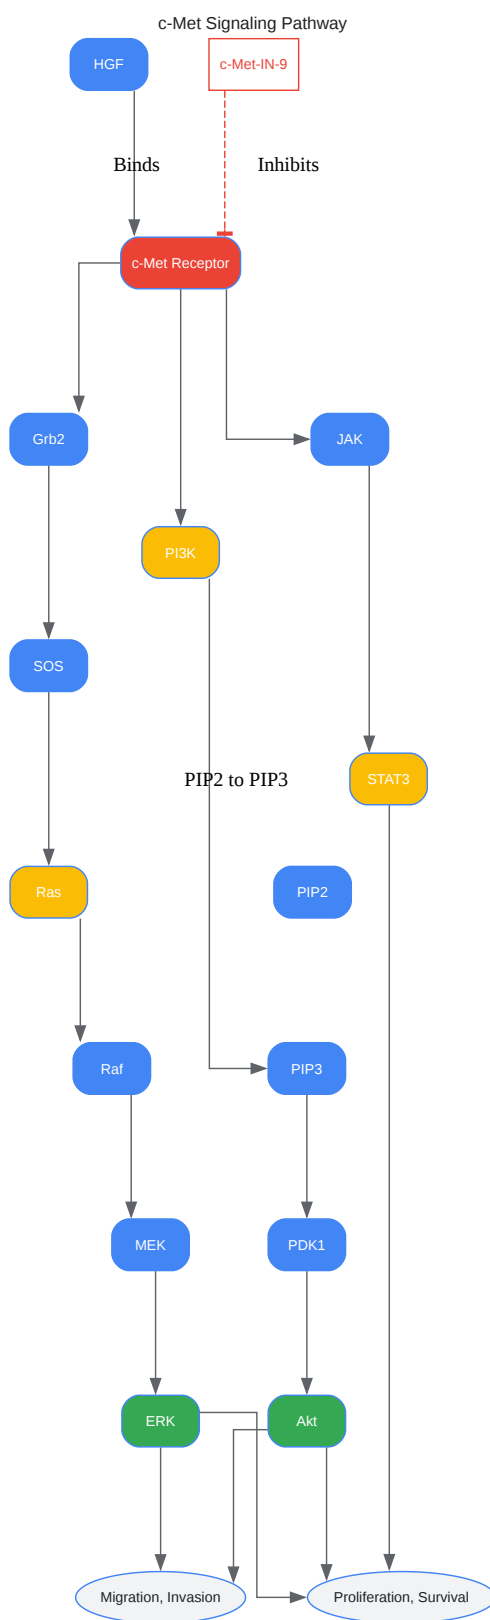 c-Met Signaling Pathway
HGF
c-Met-IN-9
Binds
Inhibits
c-Met Receptor
Grb2
JAK
PI3K
SOS
PIP2 to PIP3
STAT3
Ras
PIP2
Raf
PIP3
MEK
PDK1
ERK
Akt
Migration, Invasion
Proliferation, Survival